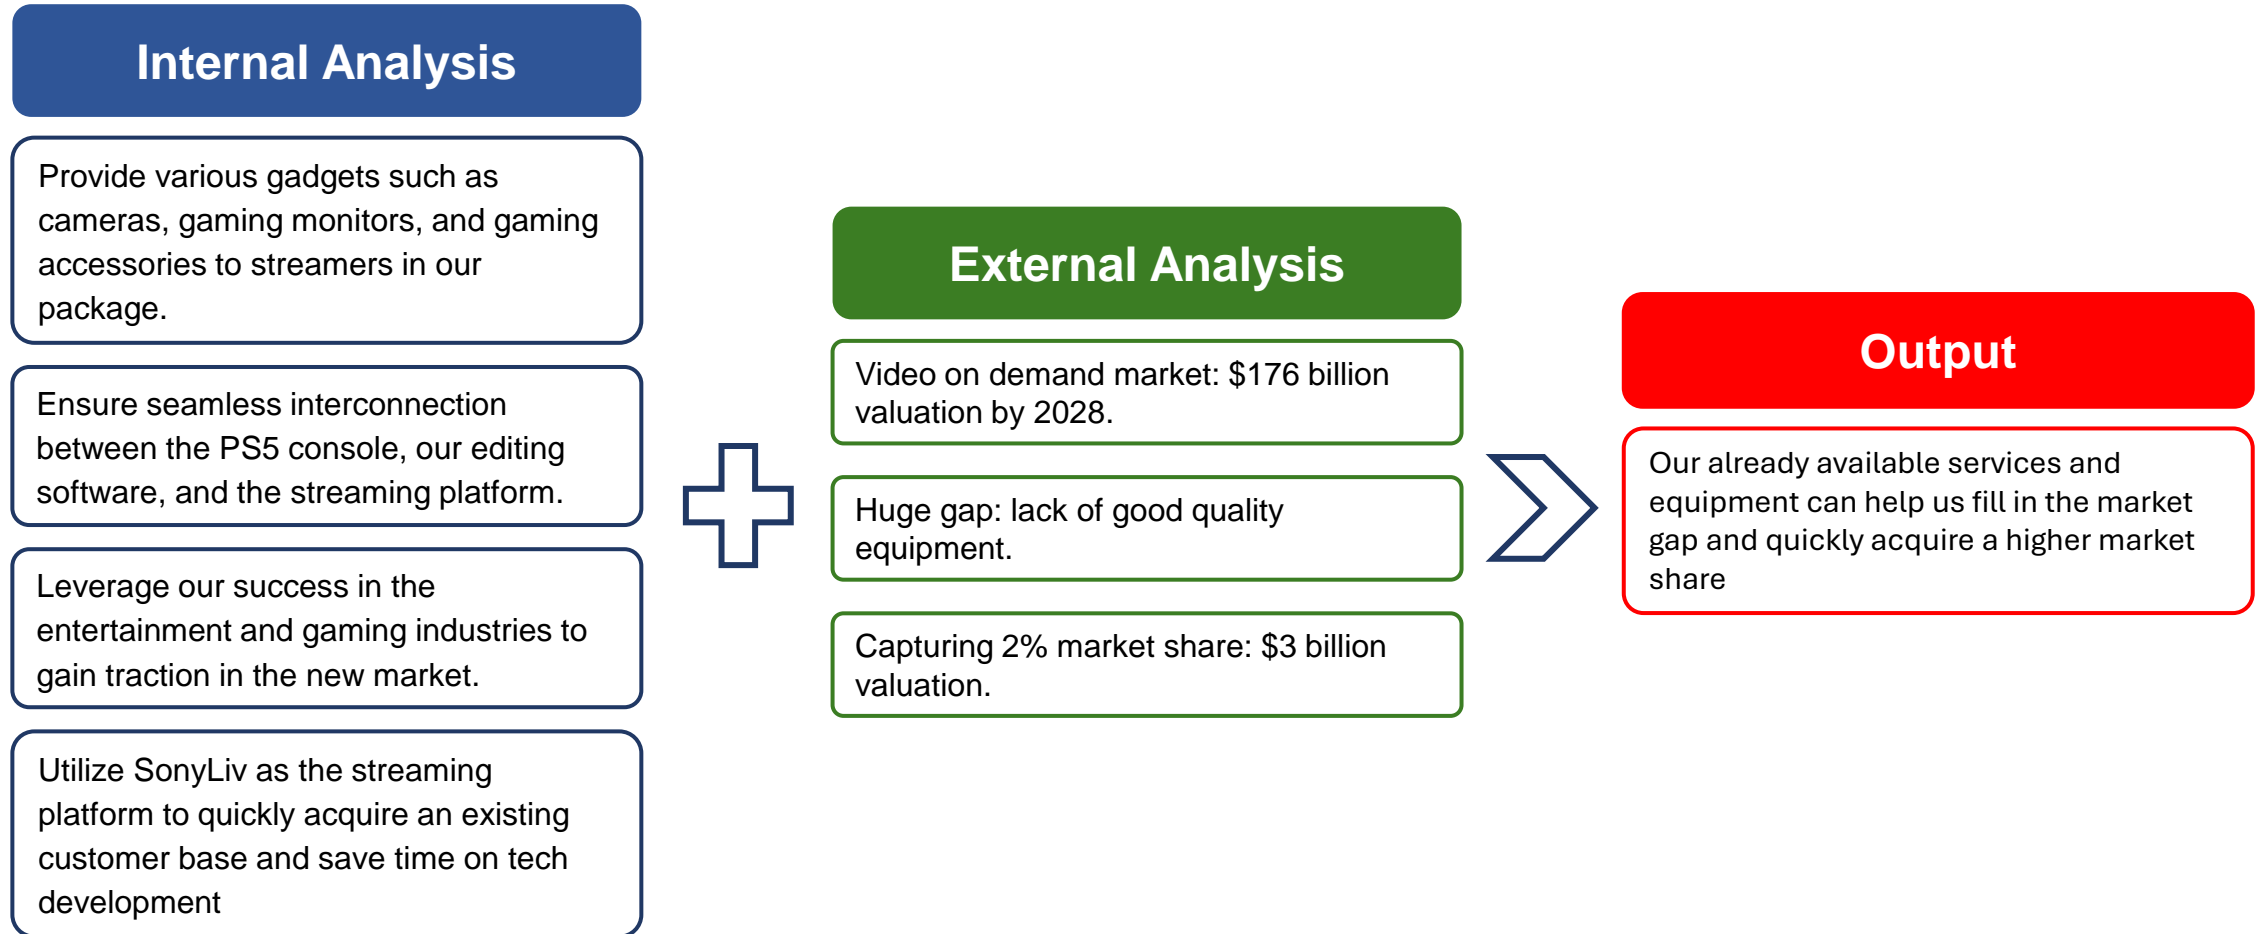 Internal Analysis
Provide various gadgets such as
cameras, gaming monitors, and gaming
accessories to streamers in our
package.
Ensure seamless interconnection
between the PS5 console, our editing
software, and the streaming platform.
Leverage our success in the
entertainment and gaming industries to
gain traction in the new market.
Utilize SonyLiv as the streaming
platform to quickly acquire an existing
customer base and save time on tech
development
External Analysis
Video on demand market: $176 billion
valuation by 2028.
Huge gap: lack of good quality
equipment.
Capturing 2% market share: $3 billion
valuation.
Output
Our already available services and
equipment can help us fill in the market
gap and quickly acquire a higher market
share